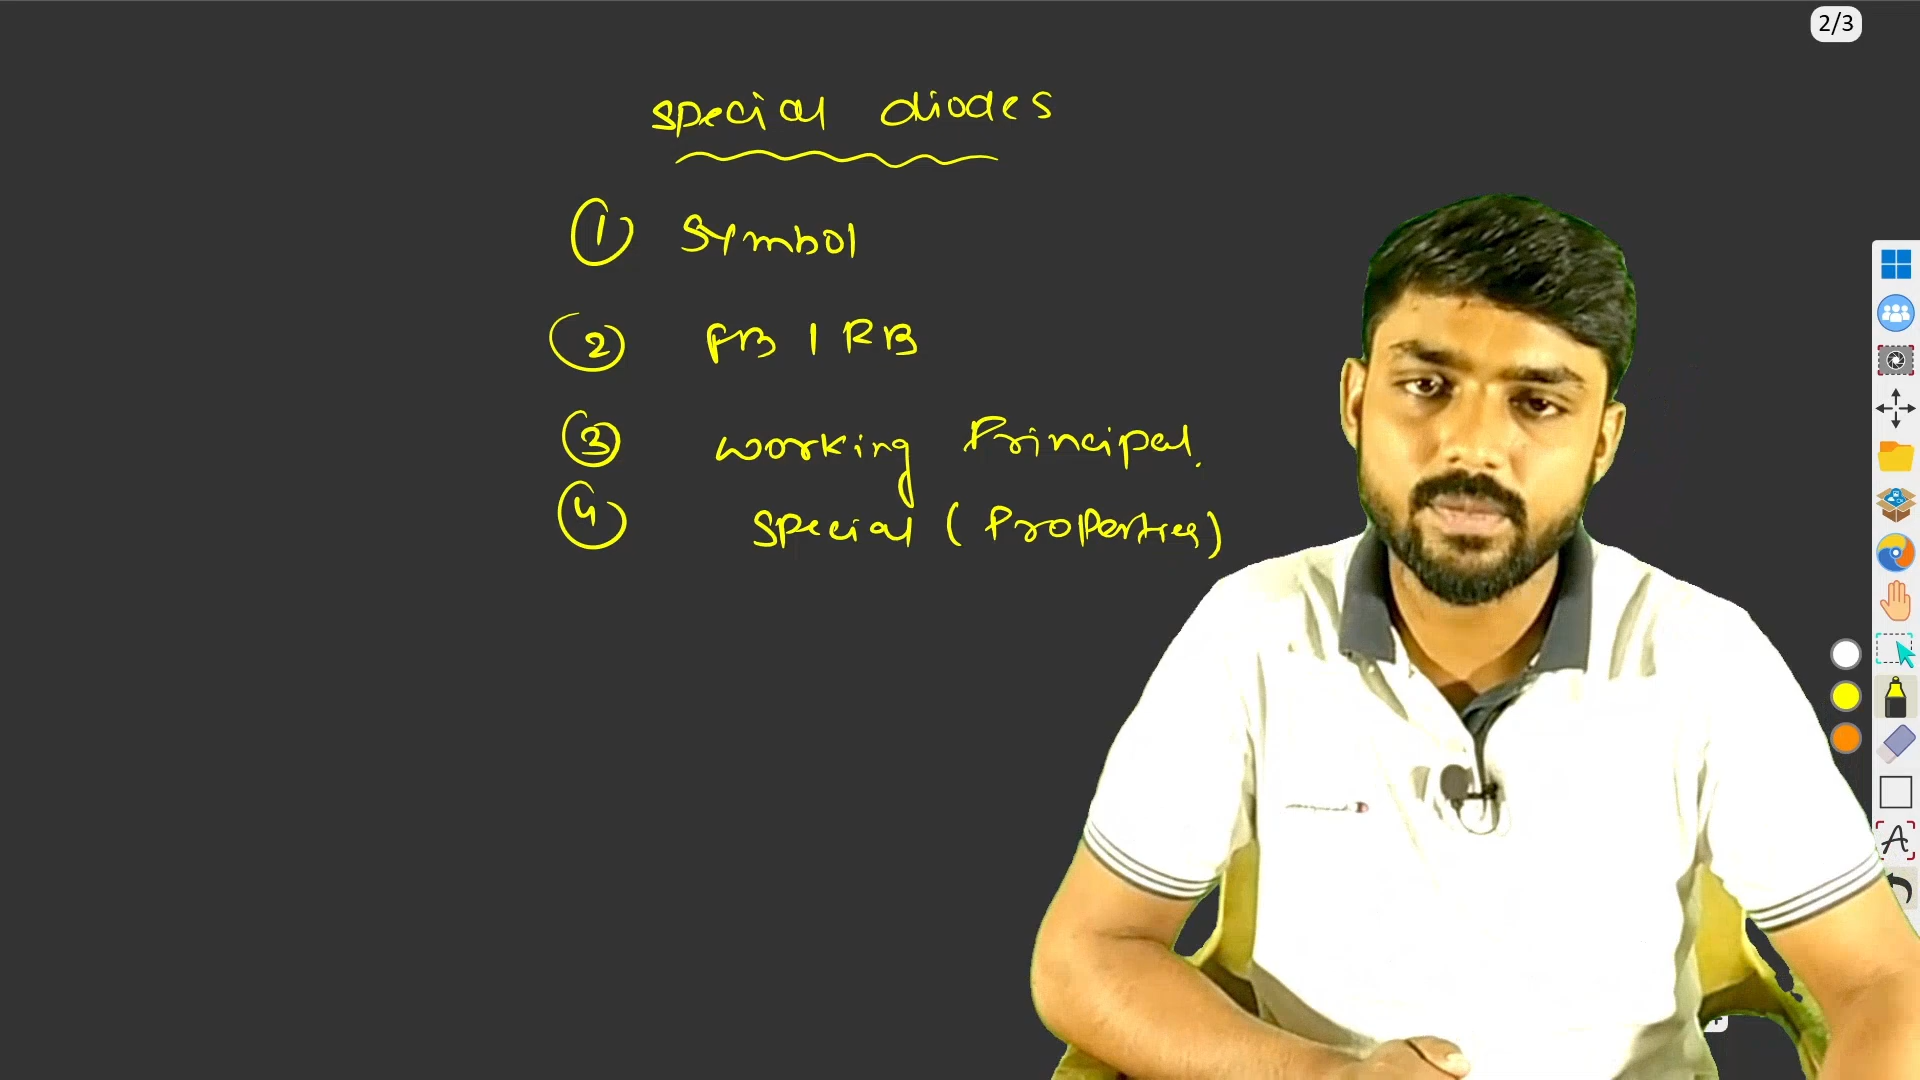 2/3
special diodes
1 Symbol
2 FB | RB
3 working Principal.
4 Special (Properties)